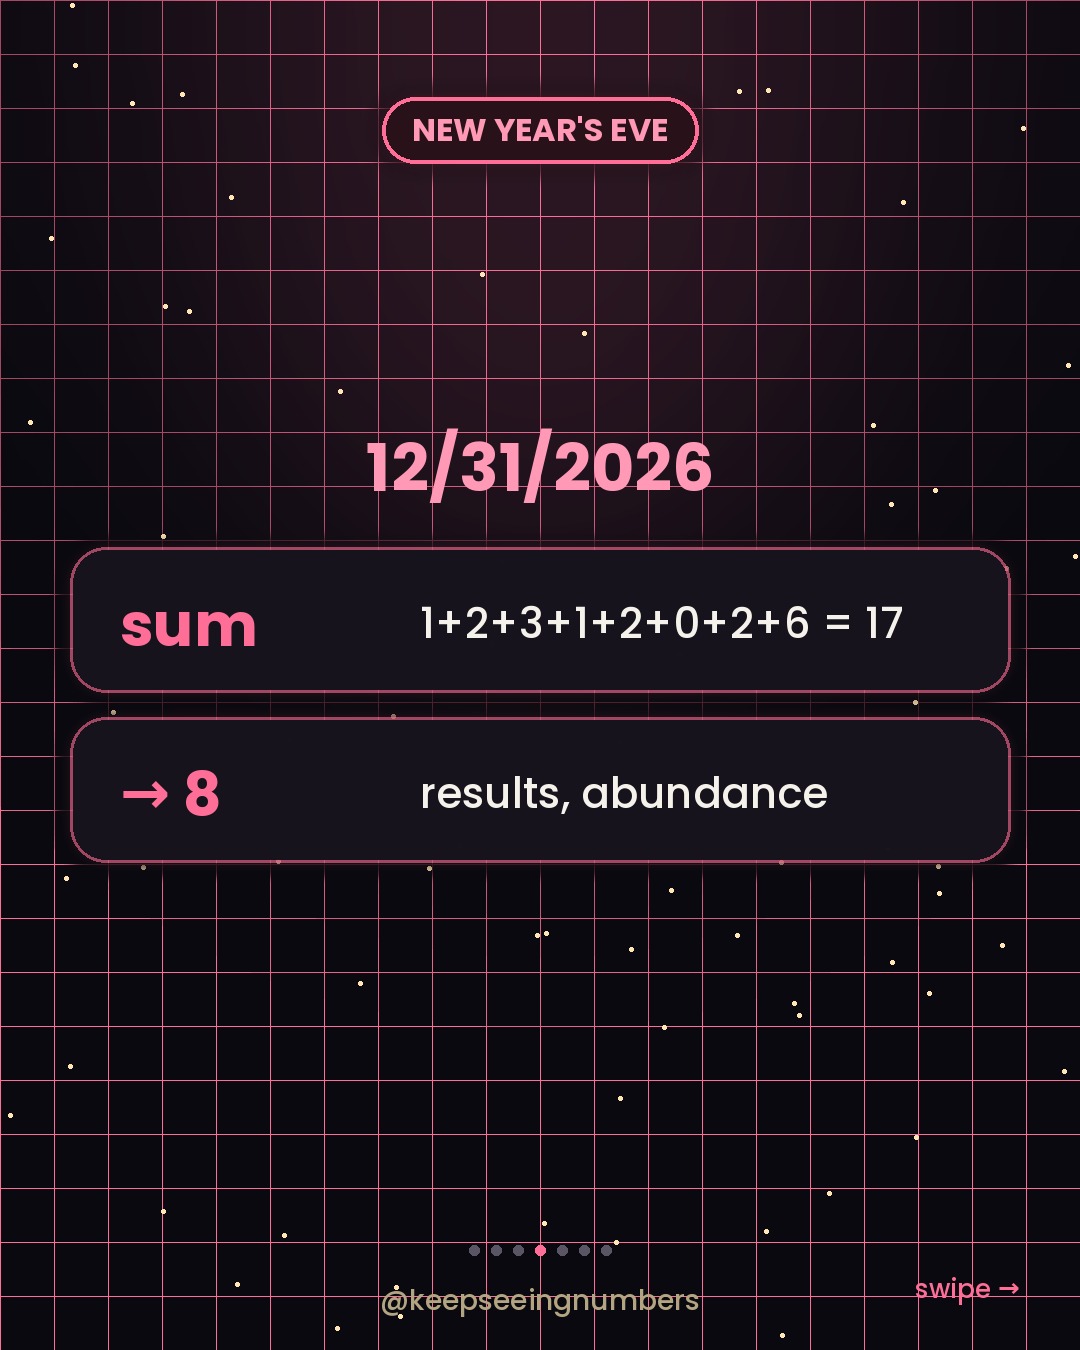 NEW YEAR'S EVE
12/31/2026
sum
1+2+3+1+2+0+2+6 = 17
→ 8
results, abundance
@keepseeingnumbers
swipe →